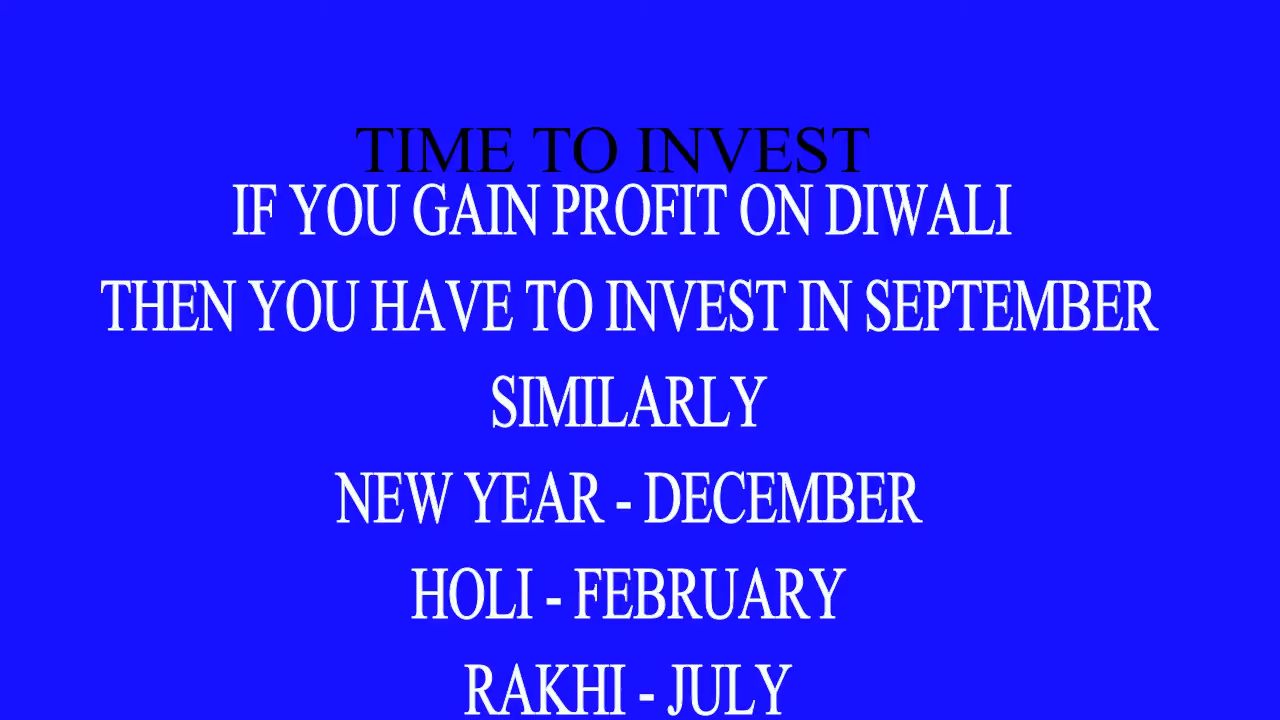 TIME TO INVEST
IF YOU GAIN PROFIT ON DIWALI
THEN YOU HAVE TO INVEST IN SEPTEMBER
SIMILARLY
NEW YEAR - DECEMBER
HOLI - FEBRUARY
RAKHI - JULY